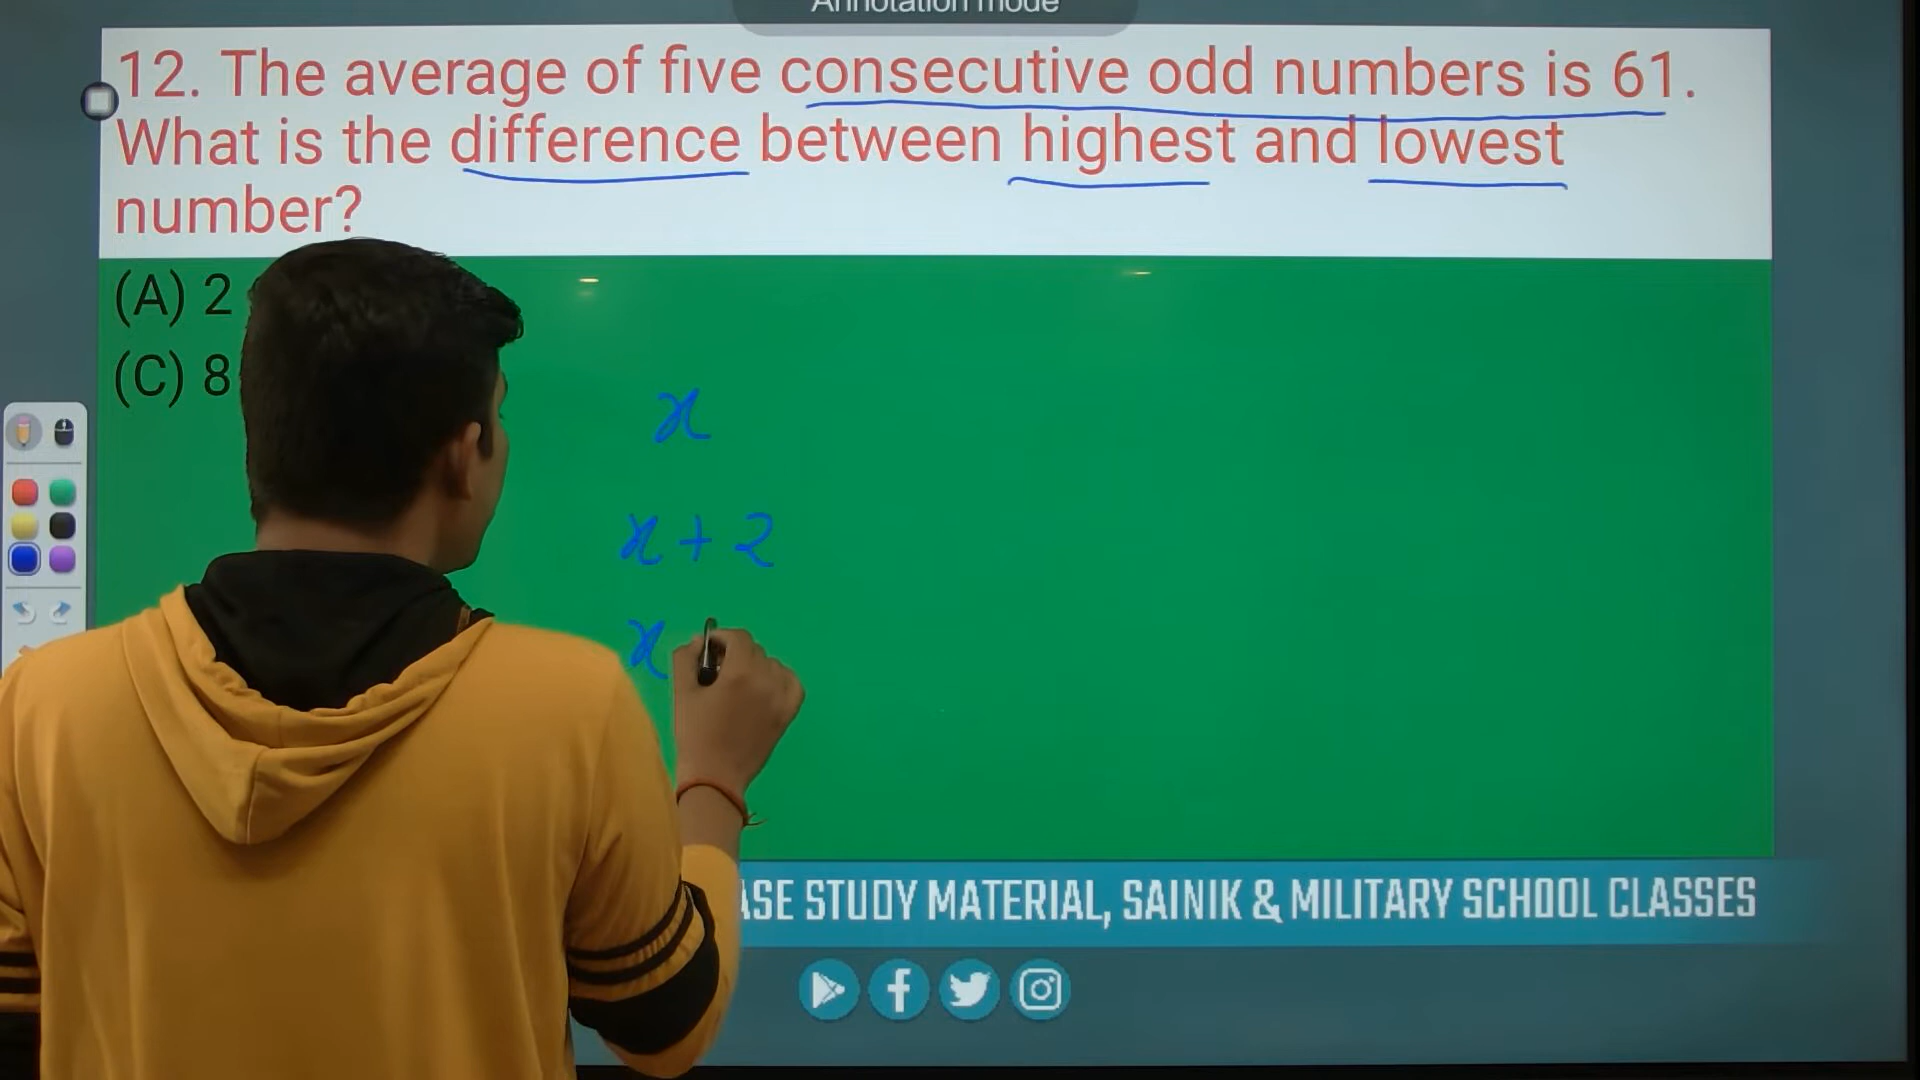 Annotation mode
12. The average of five consecutive odd numbers is 61.
What is the difference between highest and lowest
number?
(A) 2
(C) 8
x
x + 2
x
STUDY MATERIAL, SAINIK & MILITARY SCHOOL CLASSES